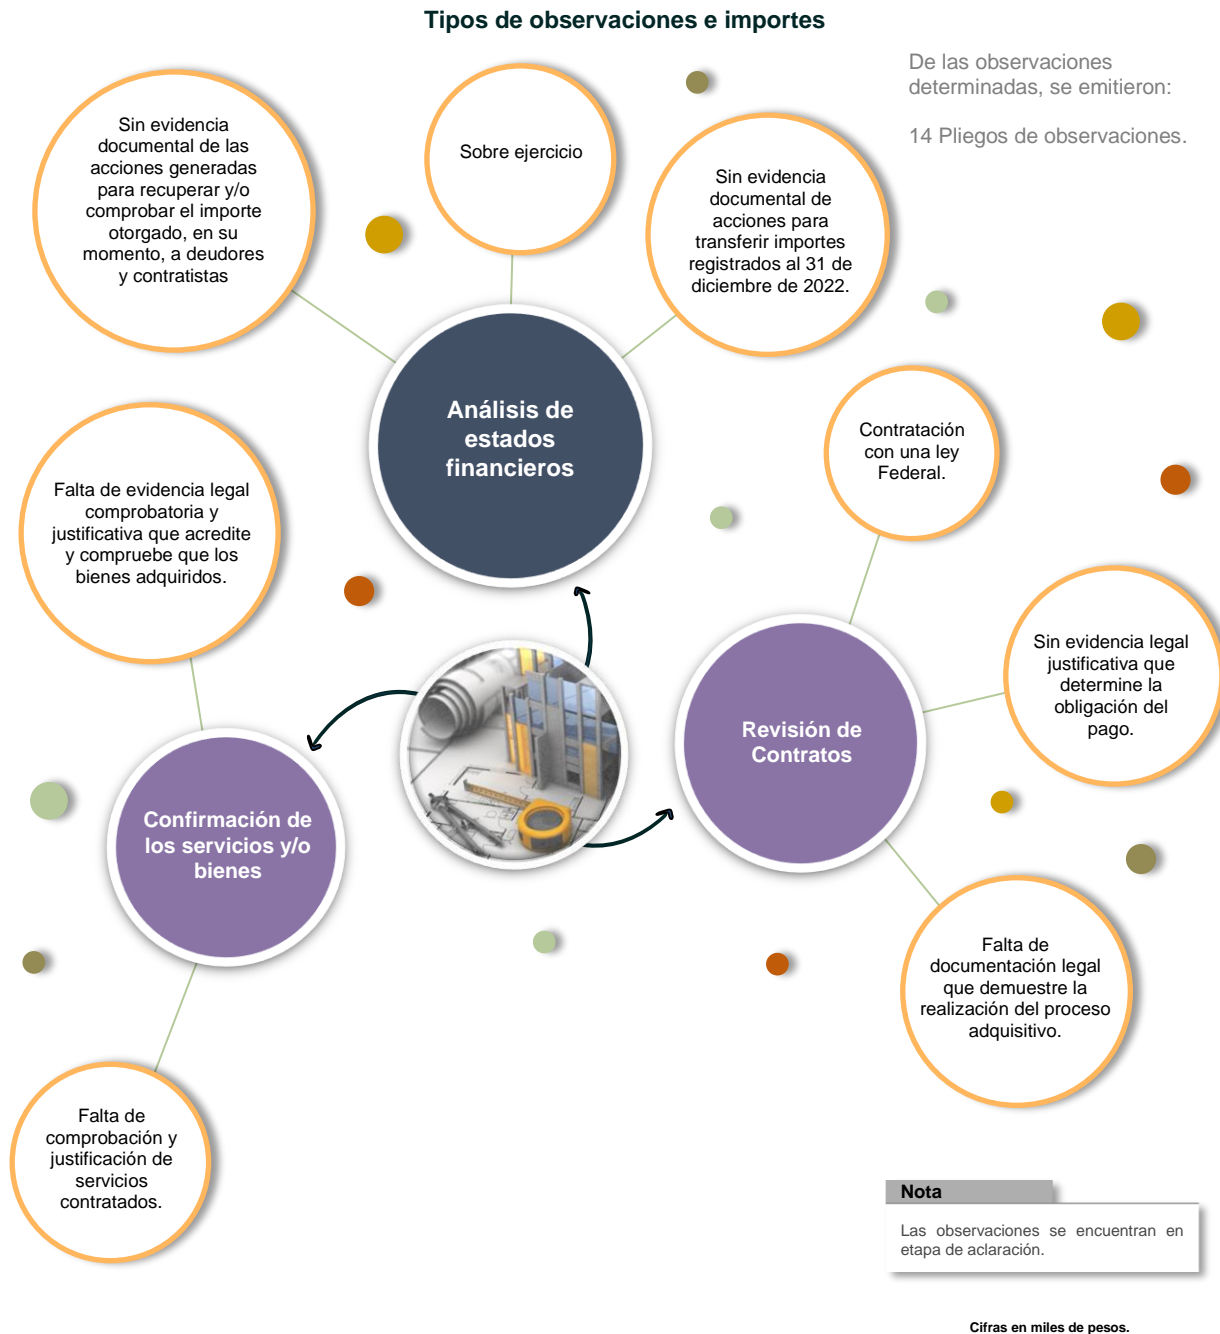 Tipos de observaciones e importes
De las observaciones
determinadas, se emitieron:
14 Pliegos de observaciones.
Sin evidencia
documental de las
acciones generadas
para recuperar y/o
comprobar el importe
otorgado, en su
momento, a deudores
y contratistas
Sobre ejercicio
Sin evidencia
documental de
acciones para
transferir importes
registrados al 31 de
diciembre de 2022.
Análisis de
estados
financieros
Contratación
con una ley
Federal.
Falta de evidencia legal
comprobatoria y
justificativa que acredite
y compruebe que los
bienes adquiridos.
Sin evidencia legal
justificativa que
determine la
obligación del
pago.
Revisión de
Contratos
Confirmación de
los servicios y/o
bienes
Falta de
documentación legal
que demuestre la
realización del proceso
adquisitivo.
Falta de
comprobación y
justificación de
servicios
contratados.
Nota
Las observaciones se encuentran en
etapa de aclaración.
Cifras en miles de pesos.